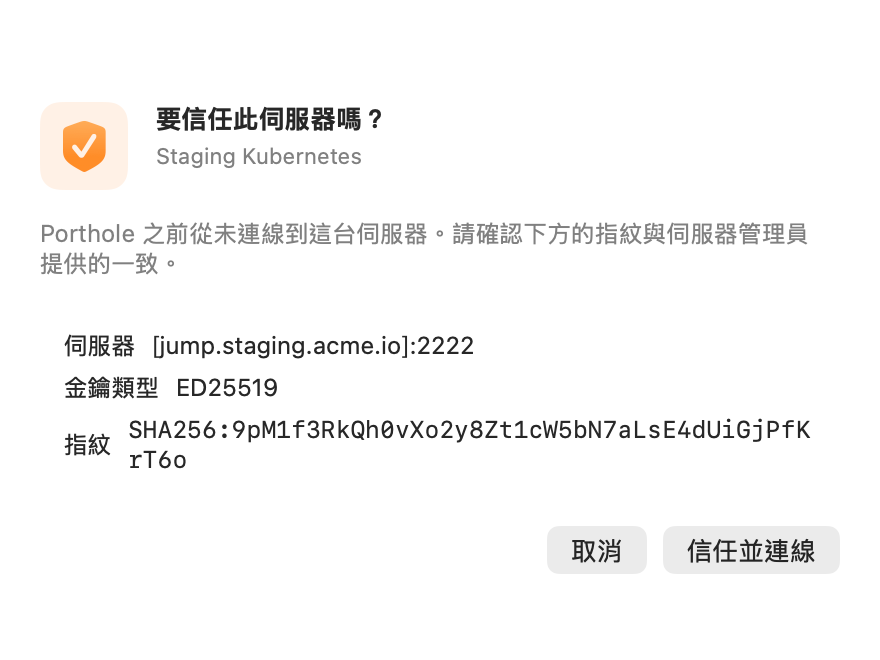 要信任此伺服器嗎？
Staging Kubernetes
Porthole 之前從未連線到這台伺服器。請確認下方的指紋與伺服器管理員
提供的一致。
伺服器 [jump.staging.acme.io]:2222
金鑰類型 ED25519
指紋 SHA256:9pM1f3RkQh0vXo2y8Zt1cW5bN7aLsE4dUiGjPfK
rT6o
取消
信任並連線